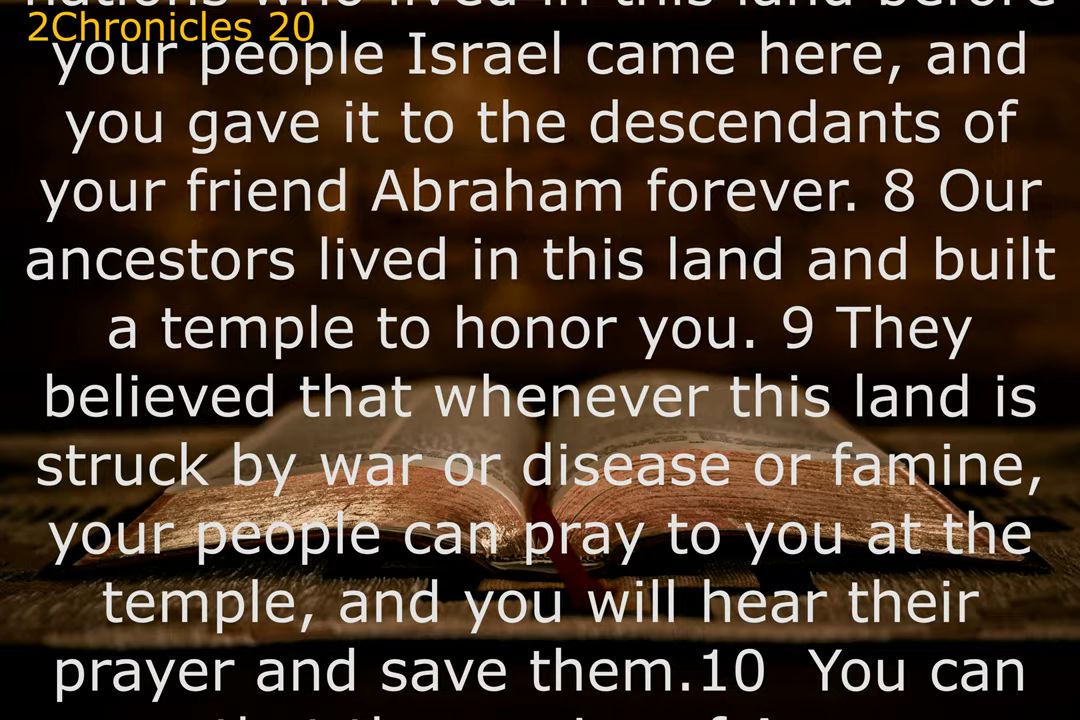 nations who lived in this land before
2Chronicles 20
your people Israel came here, and
you gave it to the descendants of
your friend Abraham forever. 8 Our
ancestors lived in this land and built
a temple to honor you. 9 They
believed that whenever this land is
struck by war or disease or famine,
your people can pray to you at the
temple, and you will hear their
prayer and save them.10  You can